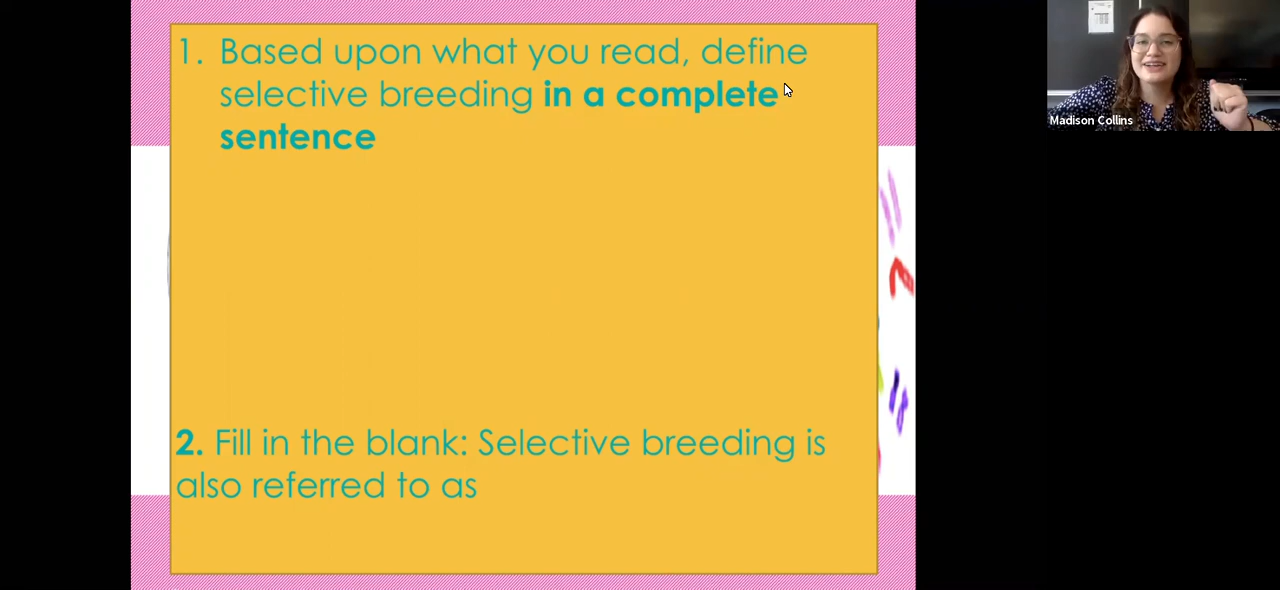 1. Based upon what you read, define
selective breeding in a complete
sentence
2. Fill in the blank: Selective breeding is
also referred to as
Madison Collins